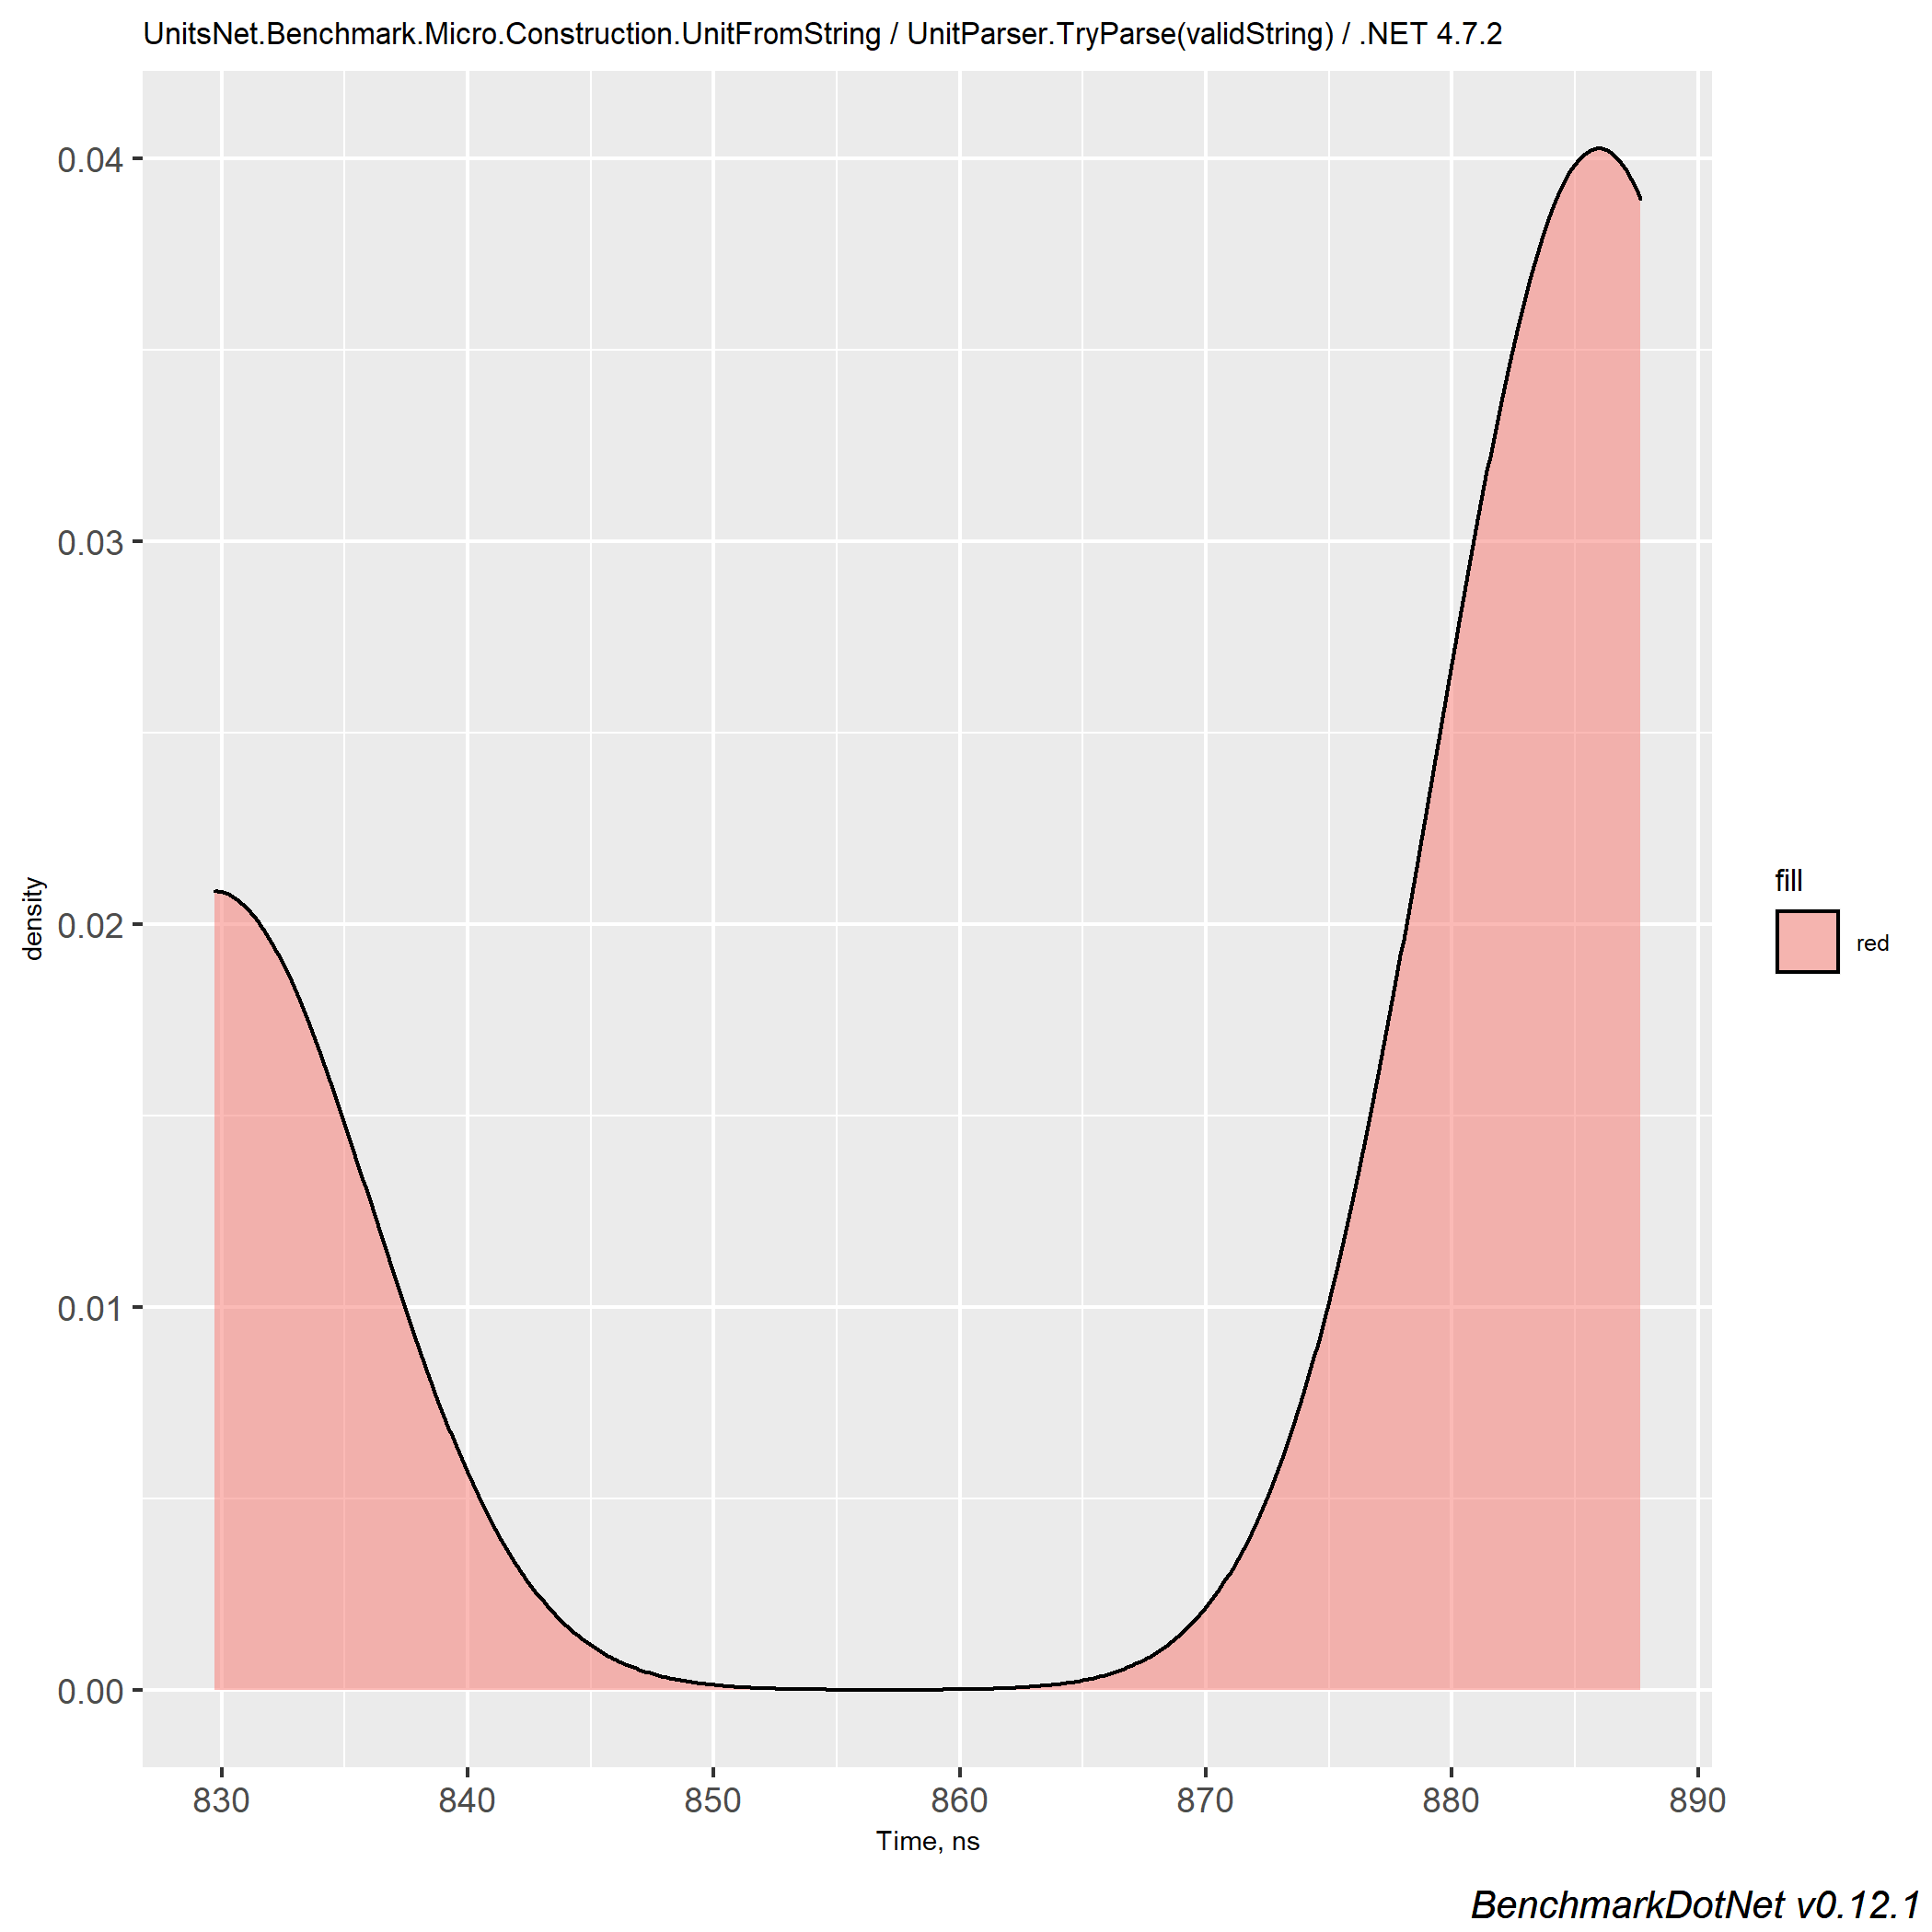 UnitsNet.Benchmark.Micro.Construction.UnitFromString / UnitParser.TryParse(validString) / .NET 4.7.2
0.04
0.03
0.02
0.01
0.00
density
830 840 850 860 870 880 890
Time, ns
fill
red
BenchmarkDotNet v0.12.1